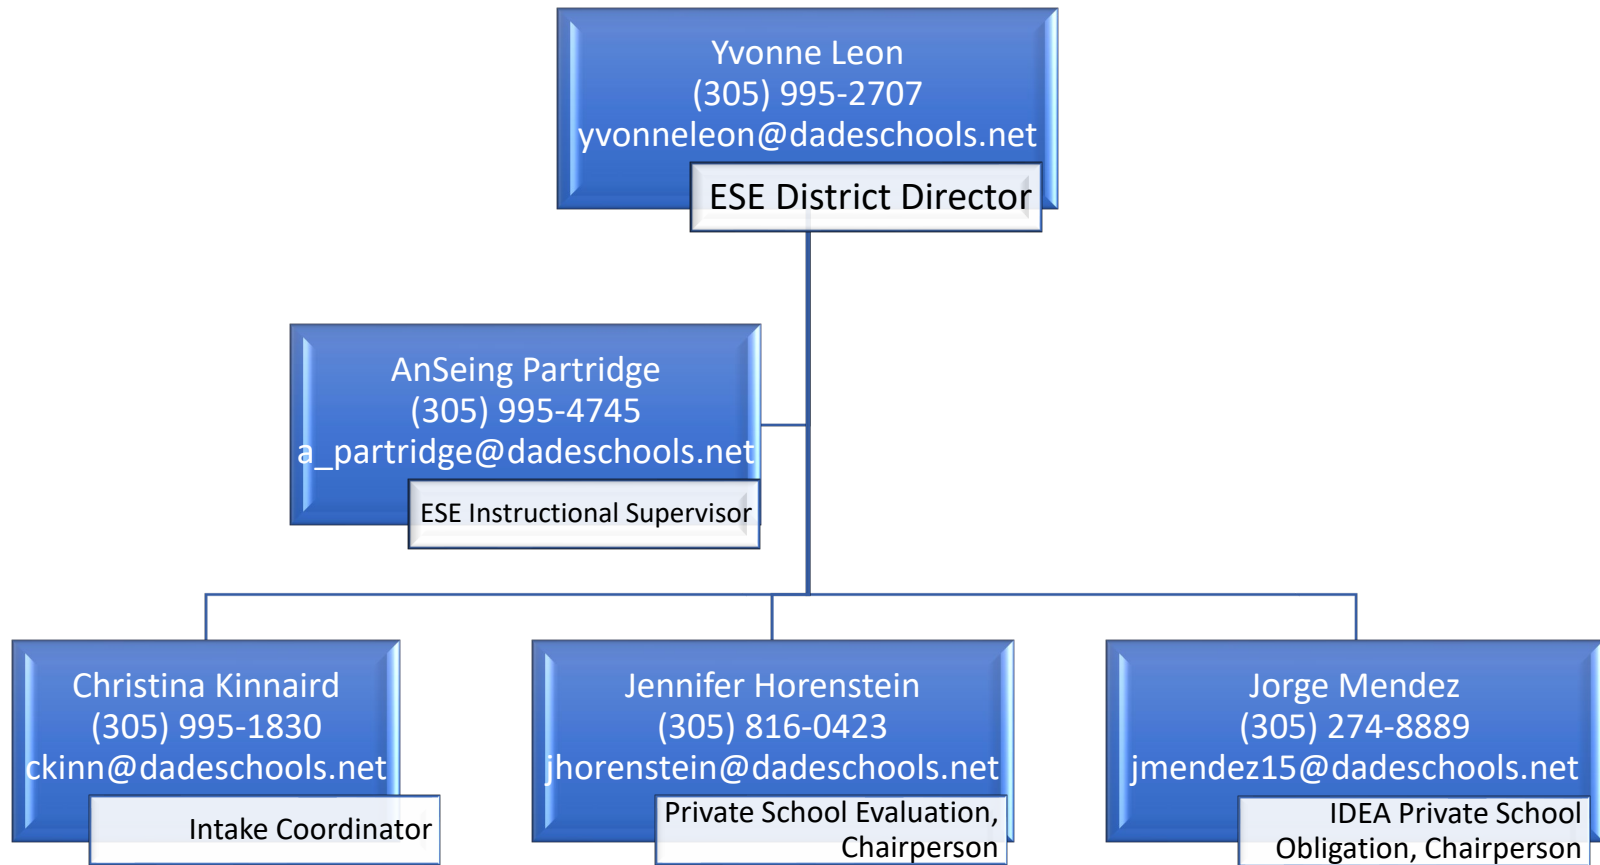 Yvonne Leon
(305) 995-2707
yvonneleon@dadeschools.net
ESE District Director
AnSeing Partridge
(305) 995-4745
a_partridge@dadeschools.net
ESE Instructional Supervisor
Christina Kinnaird
(305) 995-1830
ckinn@dadeschools.net
Intake Coordinator
Jennifer Horenstein
(305) 816-0423
jhorenstein@dadeschools.net
Private School Evaluation,
Chairperson
Jorge Mendez
(305) 274-8889
jmendez15@dadeschools.net
IDEA Private School
Obligation, Chairperson